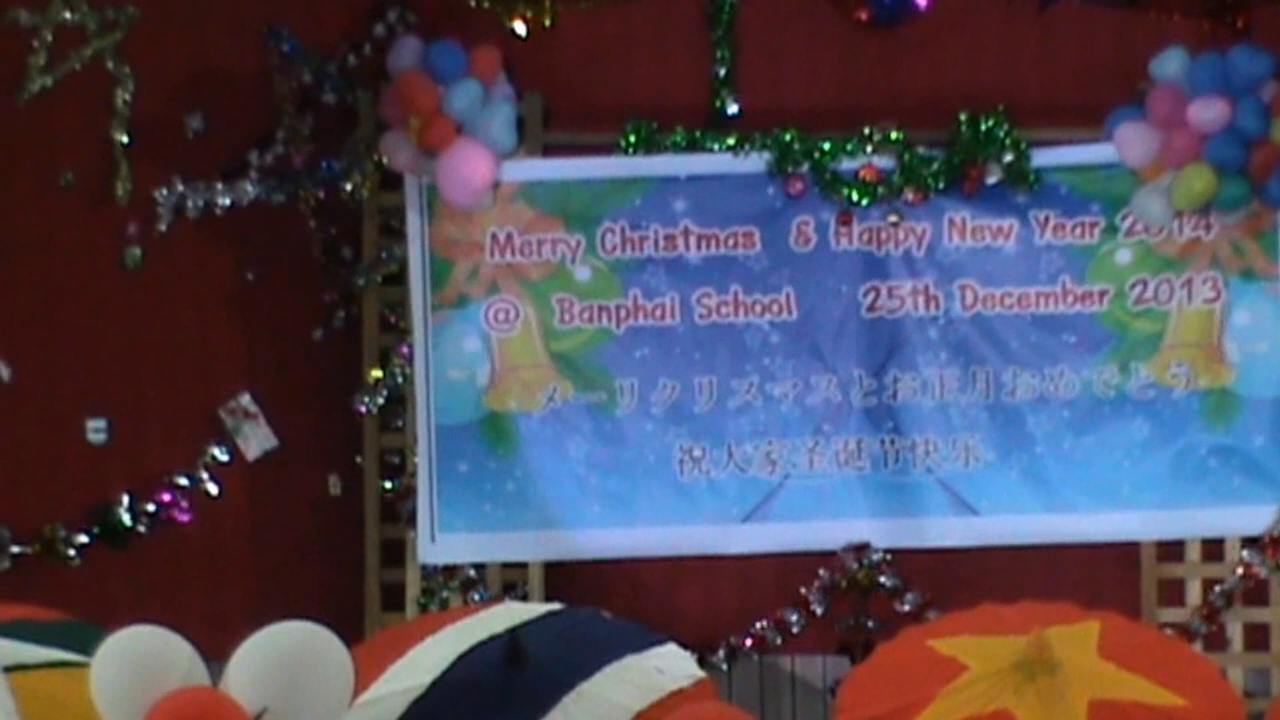 Merry Christmas & Happy New Year 2014
@ Banphai School 25th December 2013
メーリクリスマスとお正月おめでとう
祝大家圣诞节快乐